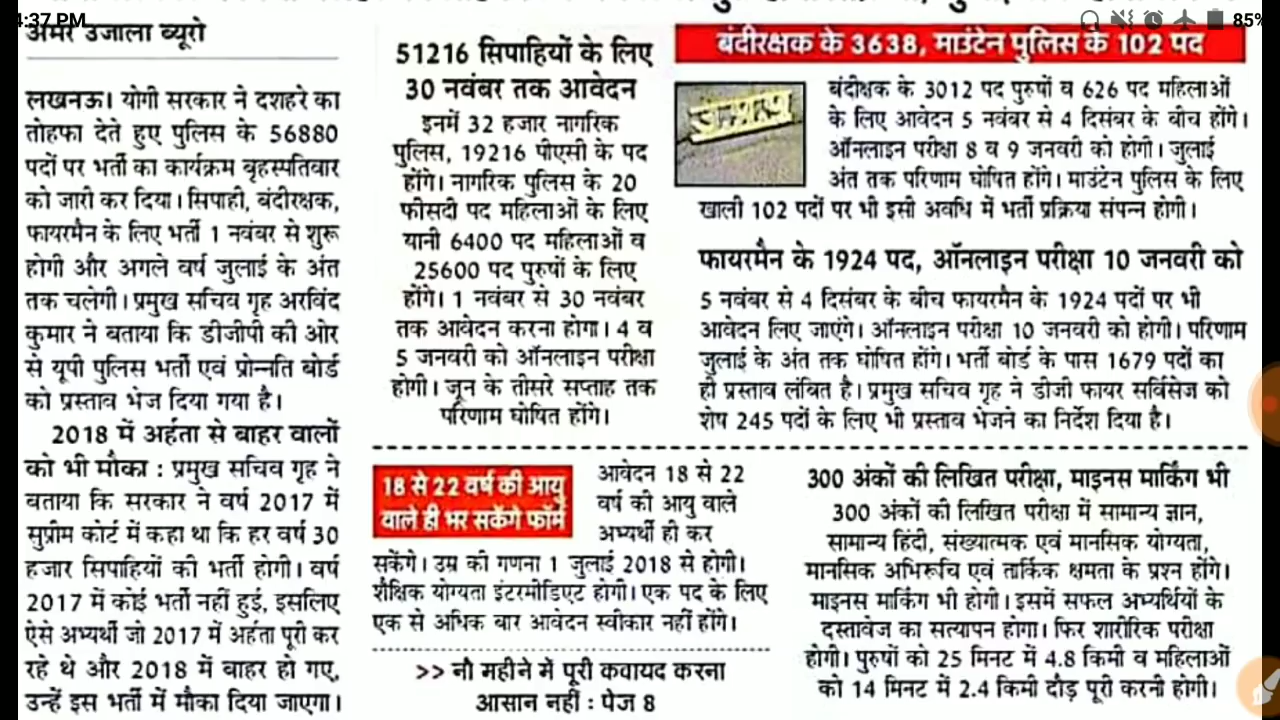 4:37 PM
85%
अमर उजाला ब्यूरो
लखनऊ। योगी सरकार ने दशहरे का
तोहफा देते हुए पुलिस के 56880
पदों पर भर्ती का कार्यक्रम बृहस्पतिवार
को जारी कर दिया। सिपाही, बंदीरक्षक,
फायरमैन के लिए भर्ती 1 नवंबर से शुरू
होगी और अगले वर्ष जुलाई के अंत
तक चलेगी। प्रमुख सचिव गृह अरविंद
कुमार ने बताया कि डीजीपी की ओर
से यूपी पुलिस भर्ती एवं प्रोन्नति बोर्ड
को प्रस्ताव भेज दिया गया है।
2018 में अर्हता से बाहर वालों
को भी मौका : प्रमुख सचिव गृह ने
बताया कि सरकार ने वर्ष 2017 में
सुप्रीम कोर्ट में कहा था कि हर वर्ष 30
हजार सिपाहियों की भर्ती होगी। वर्ष
2017 में कोई भर्ती नहीं हुई, इसलिए
ऐसे अभ्यर्थी जो 2017 में अर्हता पूरी कर
रहे थे और 2018 में बाहर हो गए,
उन्हें इस भर्ती में मौका दिया जाएगा।
51216 सिपाहियों के लिए
30 नवंबर तक आवेदन
इनमें 32 हजार नागरिक
पुलिस, 19216 पीएसी के पद
होंगे। नागरिक पुलिस के 20
फीसदी पद महिलाओं के लिए
यानी 6400 पद महिलाओं व
25600 पद पुरुषों के लिए
होंगे। 1 नवंबर से 30 नवंबर
तक आवेदन करना होगा। 4 व
5 जनवरी को ऑनलाइन परीक्षा
होगी। जून के तीसरे सप्ताह तक
परिणाम घोषित होंगे।
बंदीरक्षक के 3638, माउंटेन पुलिस के 102 पद
बंदीक्षक के 3012 पद पुरुषों व 626 पद महिलाओं
के लिए आवेदन 5 नवंबर से 4 दिसंबर के बीच होंगे।
ऑनलाइन परीक्षा 8 व 9 जनवरी को होगी। जुलाई
अंत तक परिणाम घोषित होंगे। माउंटेन पुलिस के लिए
खाली 102 पदों पर भी इसी अवधि में भर्ती प्रक्रिया संपन्न होगी।
फायरमैन के 1924 पद, ऑनलाइन परीक्षा 10 जनवरी को
5 नवंबर से 4 दिसंबर के बीच फायरमैन के 1924 पदों पर भी
आवेदन लिए जाएंगे। ऑनलाइन परीक्षा 10 जनवरी को होगी। परिणाम
जुलाई के अंत तक घोषित होंगे। भर्ती बोर्ड के पास 1679 पदों का
ही प्रस्ताव लंबित है। प्रमुख सचिव गृह ने डीजी फायर सर्विसेज को
शेष 245 पदों के लिए भी प्रस्ताव भेजने का निर्देश दिया है।
18 से 22 वर्ष की आयु
वाले ही भर सकेंगे फॉर्म
आवेदन 18 से 22
वर्ष की आयु वाले
अभ्यर्थी ही कर
सकेंगे। उम्र की गणना 1 जुलाई 2018 से होगी।
शैक्षिक योग्यता इंटरमीडिएट होगी। एक पद के लिए
एक से अधिक बार आवेदन स्वीकार नहीं होंगे।
>> नौ महीने में पूरी कवायद करना
आसान नहीं : पेज 8
300 अंकों की लिखित परीक्षा, माइनस मार्किंग भी
300 अंकों की लिखित परीक्षा में सामान्य ज्ञान,
सामान्य हिंदी, संख्यात्मक एवं मानसिक योग्यता,
मानसिक अभिरूचि एवं तार्किक क्षमता के प्रश्न होंगे।
माइनस मार्किंग भी होगी। इसमें सफल अभ्यर्थियों के
दस्तावेज का सत्यापन होगा। फिर शारीरिक परीक्षा
होगी। पुरुषों को 25 मिनट में 4.8 किमी व महिलाओं
को 14 मिनट में 2.4 किमी दौड़ पूरी करनी होगी।